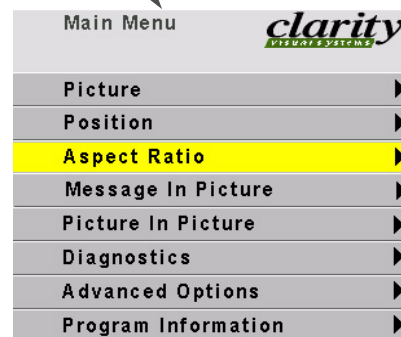 Main Menu
clarity
VISUAL SYSTEMS
Picture
Position
Aspect Ratio
Message In Picture
Picture In Picture
Diagnostics
Advanced Options
Program Information